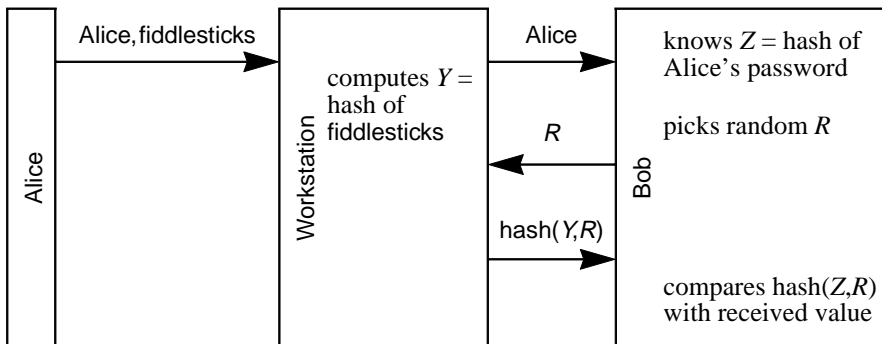 Alice
Alice, fiddlesticks
Workstation
computes Y =
hash of
fiddlesticks
Alice
R
hash(Y,R)
Bob
knows Z = hash of
Alice's password
picks random R
compares hash(Z,R)
with received value